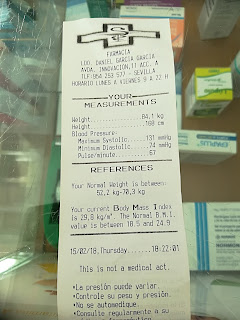 FARMACIA
LDO. DANIEL GARCIA GARCIA
AVDA. INNOVACION,11 ACC. A
TLF:954 253 577 - SEVILLA
HORARIO LUNES A VIERNES 9 A 22 H
YOUR
MEASUREMENTS
Weight..............84,1 kg
Height..............168 cm
Blood Pressure:
Maximum Systolic....131 mmHg
Minimum Diastolic...74 mmHg
Pulse/minute........67
REFERENCES
Your Normal Weight is between:
52,2 kg-70,3 kg
Your current Body Mass Index
is 29,8 kg/m². The Normal B.M.I.
value is between 18.5 and 24.9
15/02/18,Thursday.......18:22:01
This is not a medical act.
•La presión puede variar.
•Controle su peso y presión.
•No se automedique.
•Consulte regularmente a su